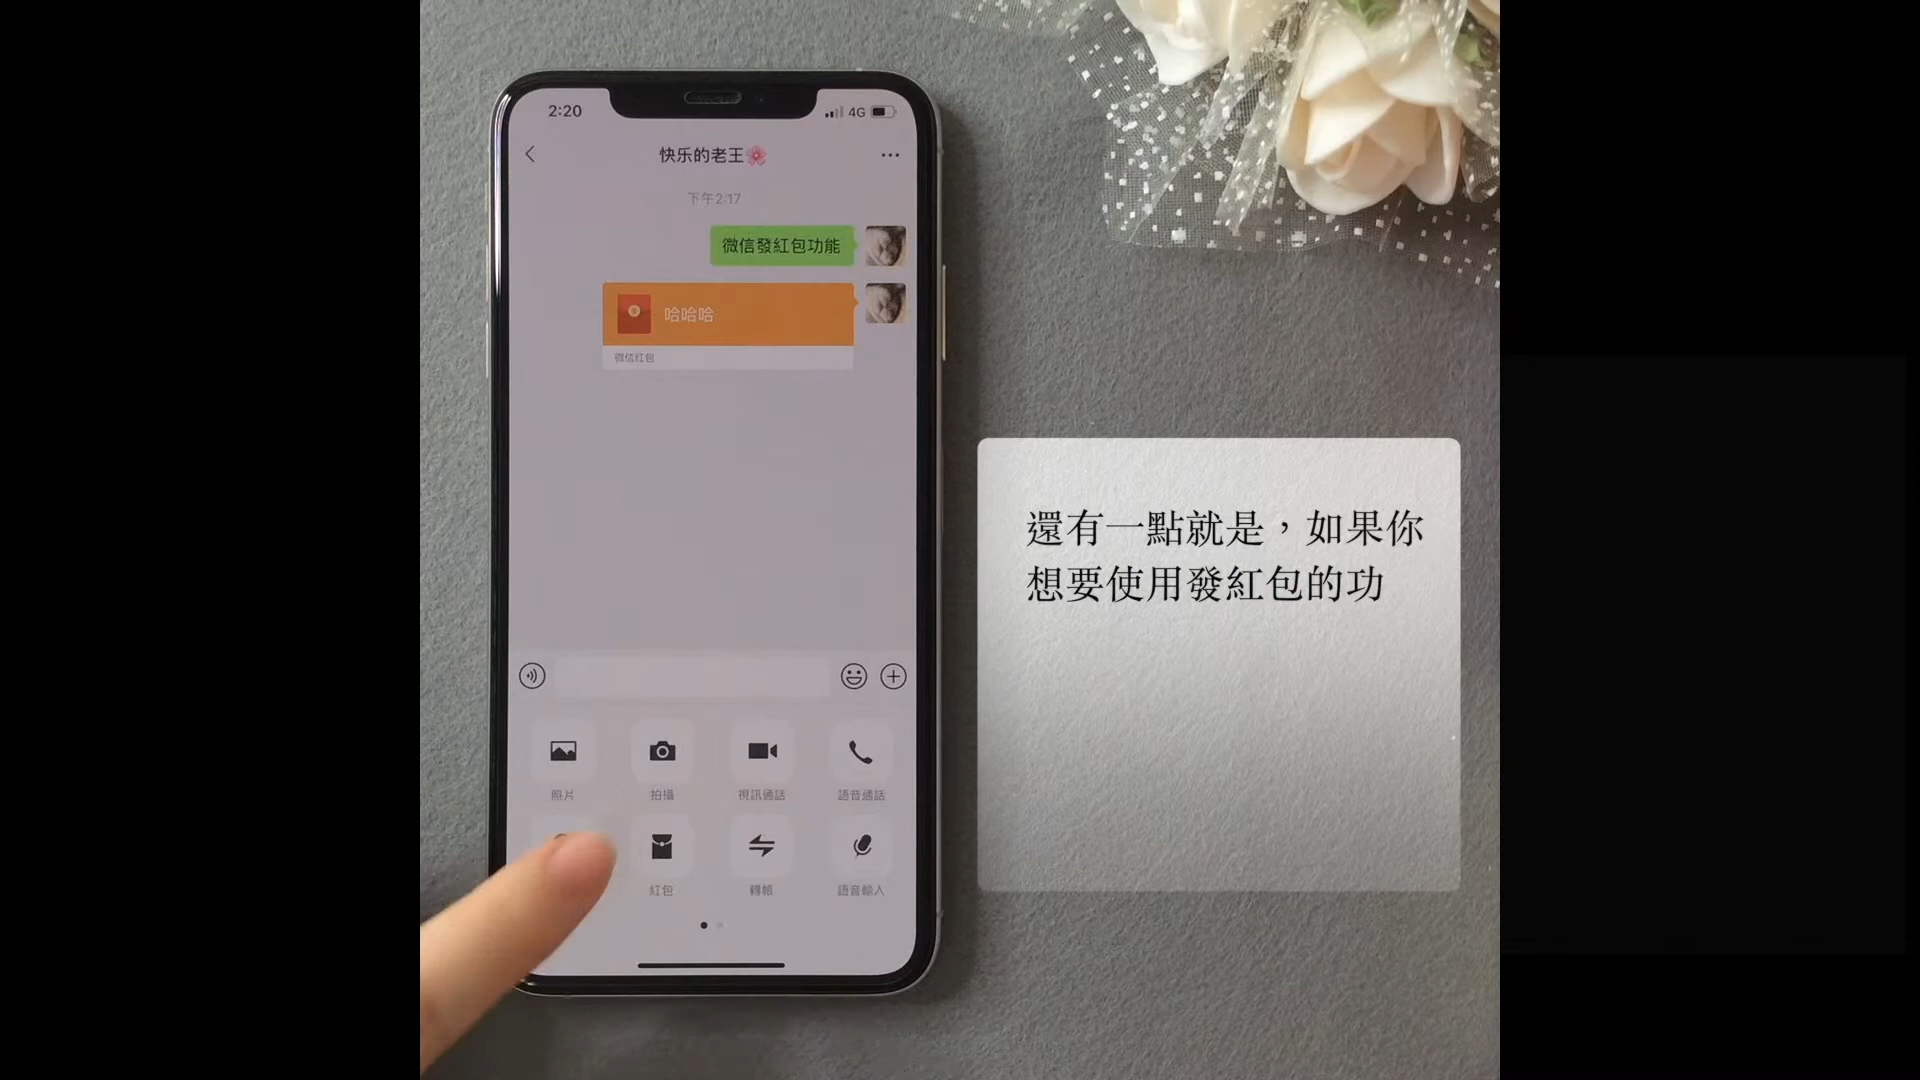 2:20
4G
快乐的老王🌸
下午2:17
微信發紅包功能
哈哈哈
微信红包
照片
拍攝
視訊通話
語音通話
紅包
轉帳
語音輸入
還有一點就是，如果你
想要使用發紅包的功